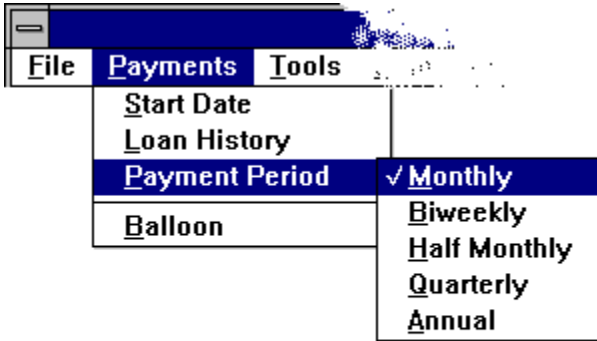 File Payments Tools
Start Date
Loan History
Payment Period
Balloon
✓ Monthly
Biweekly
Half Monthly
Quarterly
Annual